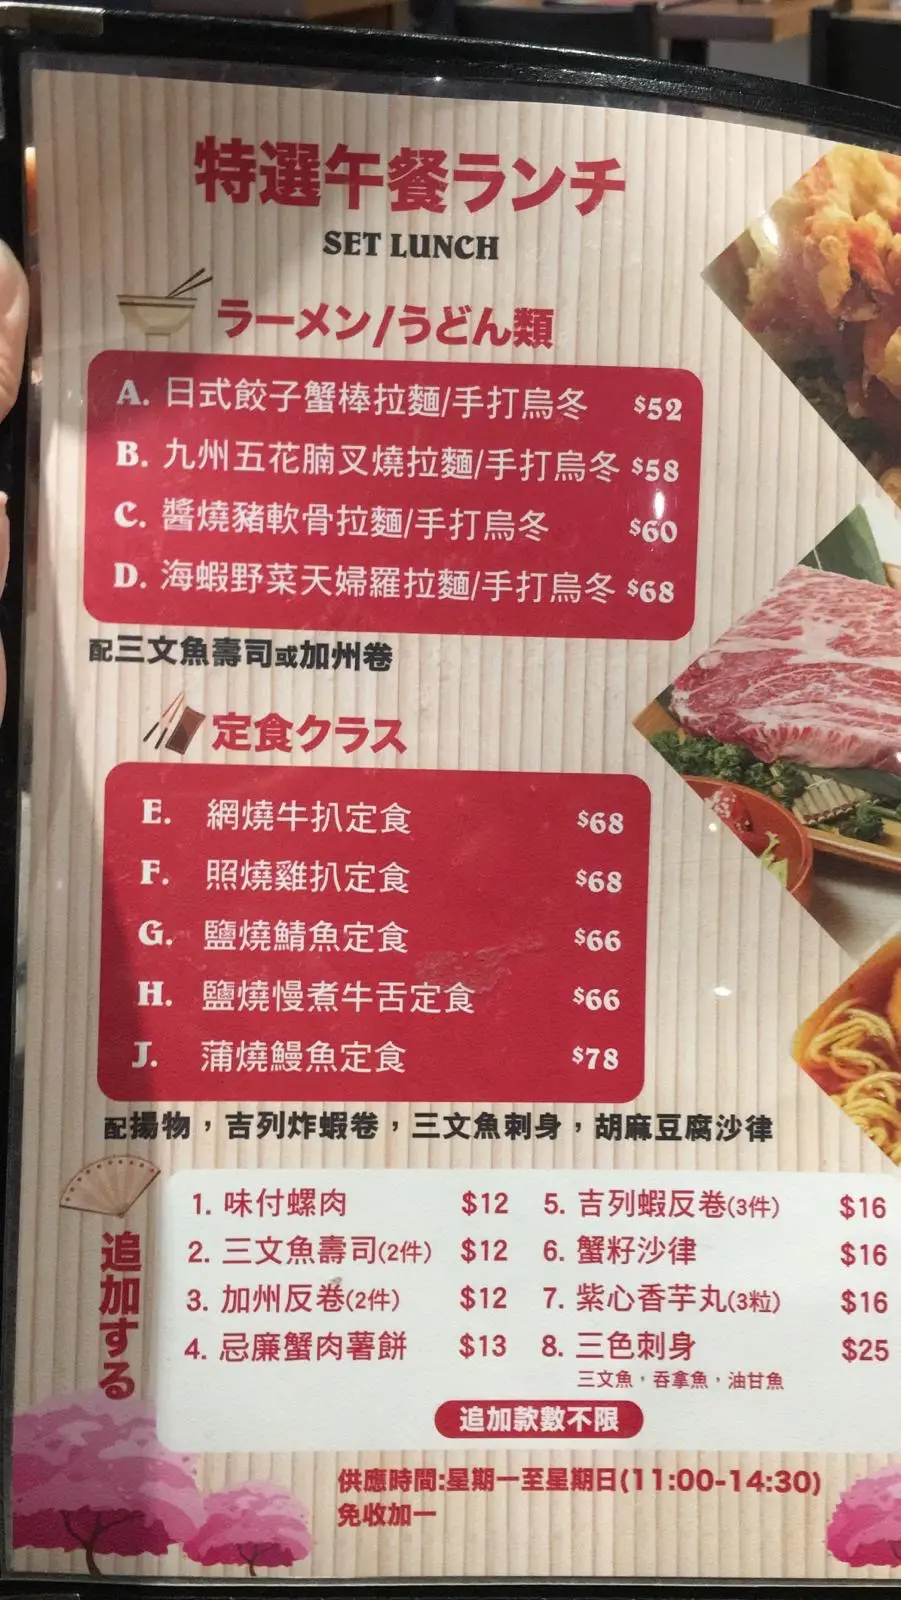 特選午餐ランチ
SET LUNCH
ラーメン/うどん類
A. 日式餃子蟹棒拉麵/手打烏冬 $52
B. 九州五花腩叉燒拉麵/手打烏冬 $58
C. 醬燒豬軟骨拉麵/手打烏冬 $60
D. 海蝦野菜天婦羅拉麵/手打烏冬 $68
配三文魚壽司或加州卷
定食クラス
E. 網燒牛扒定食 $68
F. 照燒雞扒定食 $68
G. 鹽燒鯖魚定食 $66
H. 鹽燒慢煮牛舌定食 $66
J. 蒲燒鰻魚定食 $78
配揚物，吉列炸蝦卷，三文魚刺身，胡麻豆腐沙律
追加する
1. 味付螺肉 $12
2. 三文魚壽司(2件) $12
3. 加州反卷(2件) $12
4. 忌廉蟹肉薯餅 $13
5. 吉列蝦反卷(3件) $16
6. 蟹籽沙律 $16
7. 紫心香芋丸(3粒) $16
8. 三色刺身 $25
三文魚，吞拿魚，油甘魚
追加款數不限
供應時間:星期一至星期日(11:00-14:30)
免收加一